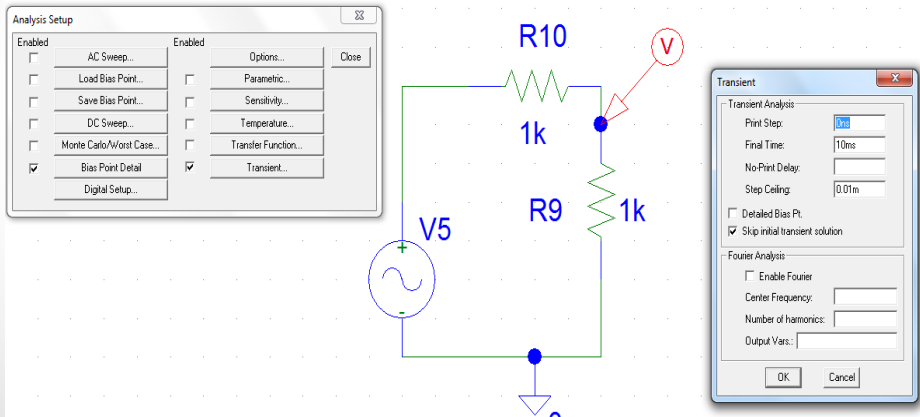 Analysis Setup
Enabled Enabled
AC Sweep... Options... Close
Load Bias Point... Parametric...
Save Bias Point... Sensitivity...
DC Sweep... Temperature...
Monte Carlo/Worst Case... Transfer Function...
Bias Point Detail Transient...
Digital Setup...
R10
V
1k
R9 1k
V5
+
-
Transient
Transient Analysis
Print Step: 0ns
Final Time: 10ms
No-Print Delay:
Step Ceiling: 0.01m
Detailed Bias Pt.
Skip initial transient solution
Fourier Analysis
Enable Fourier
Center Frequency:
Number of harmonics:
Output Vars.:
OK Cancel